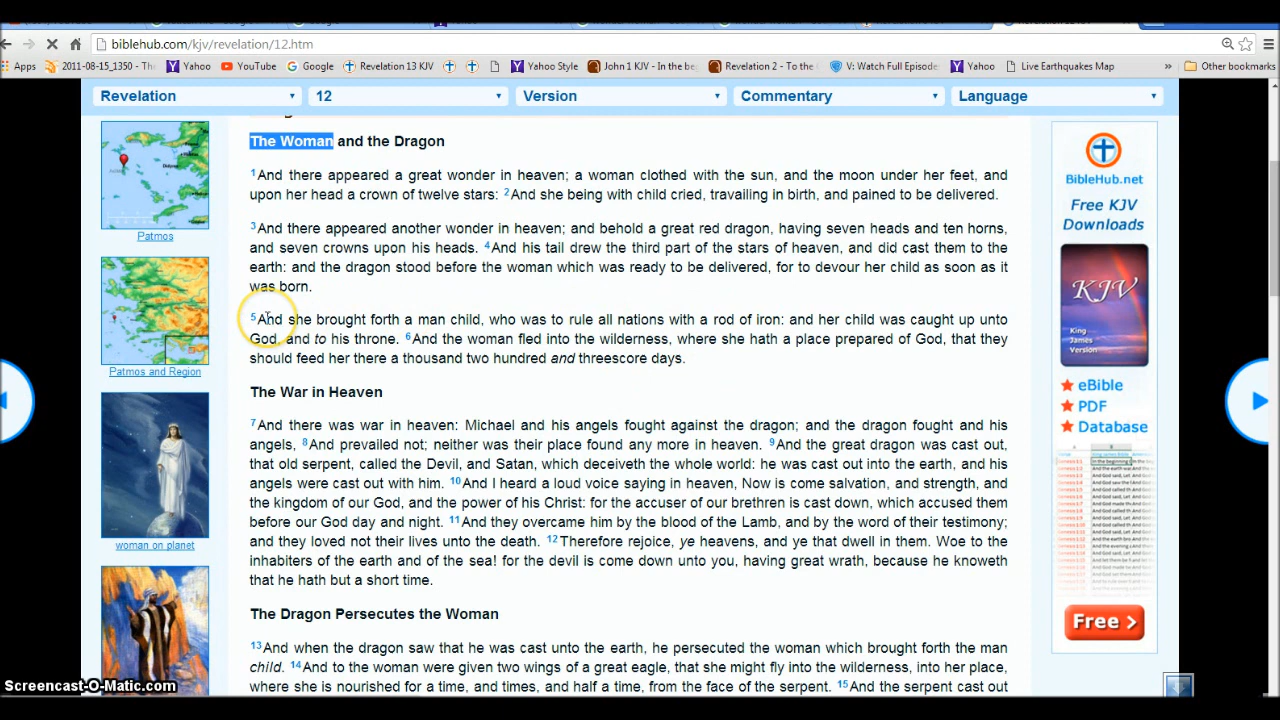 biblehub.com/kjv/revelation/12.htm
Apps 2011-08-15_1350 - Th Yahoo YouTube Google Revelation 13 KJV Yahoo Style John 1 KJV - In the be Revelation 2 - To the V: Watch Full Episode Yahoo Live Earthquakes Map » Other bookmarks
Revelation 12 Version Commentary Language
The Woman and the Dragon
1And there appeared a great wonder in heaven; a woman clothed with the sun, and the moon under her feet, and
upon her head a crown of twelve stars: 2And she being with child cried, travailing in birth, and pained to be delivered.
3And there appeared another wonder in heaven; and behold a great red dragon, having seven heads and ten horns,
and seven crowns upon his heads. 4And his tail drew the third part of the stars of heaven, and did cast them to the
earth: and the dragon stood before the woman which was ready to be delivered, for to devour her child as soon as it
was born.
5And she brought forth a man child, who was to rule all nations with a rod of iron: and her child was caught up unto
God, and to his throne. 6And the woman fled into the wilderness, where she hath a place prepared of God, that they
should feed her there a thousand two hundred and threescore days.
The War in Heaven
7And there was war in heaven: Michael and his angels fought against the dragon; and the dragon fought and his
angels, 8And prevailed not; neither was their place found any more in heaven. 9And the great dragon was cast out,
that old serpent, called the Devil, and Satan, which deceiveth the whole world: he was cast out into the earth, and his
angels were cast out with him. 10And I heard a loud voice saying in heaven, Now is come salvation, and strength, and
the kingdom of our God, and the power of his Christ: for the accuser of our brethren is cast down, which accused them
before our God day and night. 11And they overcame him by the blood of the Lamb, and by the word of their testimony;
and they loved not their lives unto the death. 12Therefore rejoice, ye heavens, and ye that dwell in them. Woe to the
inhabiters of the earth and of the sea! for the devil is come down unto you, having great wrath, because he knoweth
that he hath but a short time.
The Dragon Persecutes the Woman
13And when the dragon saw that he was cast unto the earth, he persecuted the woman which brought forth the man
child. 14And to the woman were given two wings of a great eagle, that she might fly into the wilderness, into her place,
where she is nourished for a time, and times, and half a time, from the face of the serpent. 15And the serpent cast out
Patmos
Patmos and Region
woman on planet
BibleHub.net
Free KJV
Downloads
KJV
King
James
Version
eBible
PDF
Database
Free >
Screencast-O-Matic.com